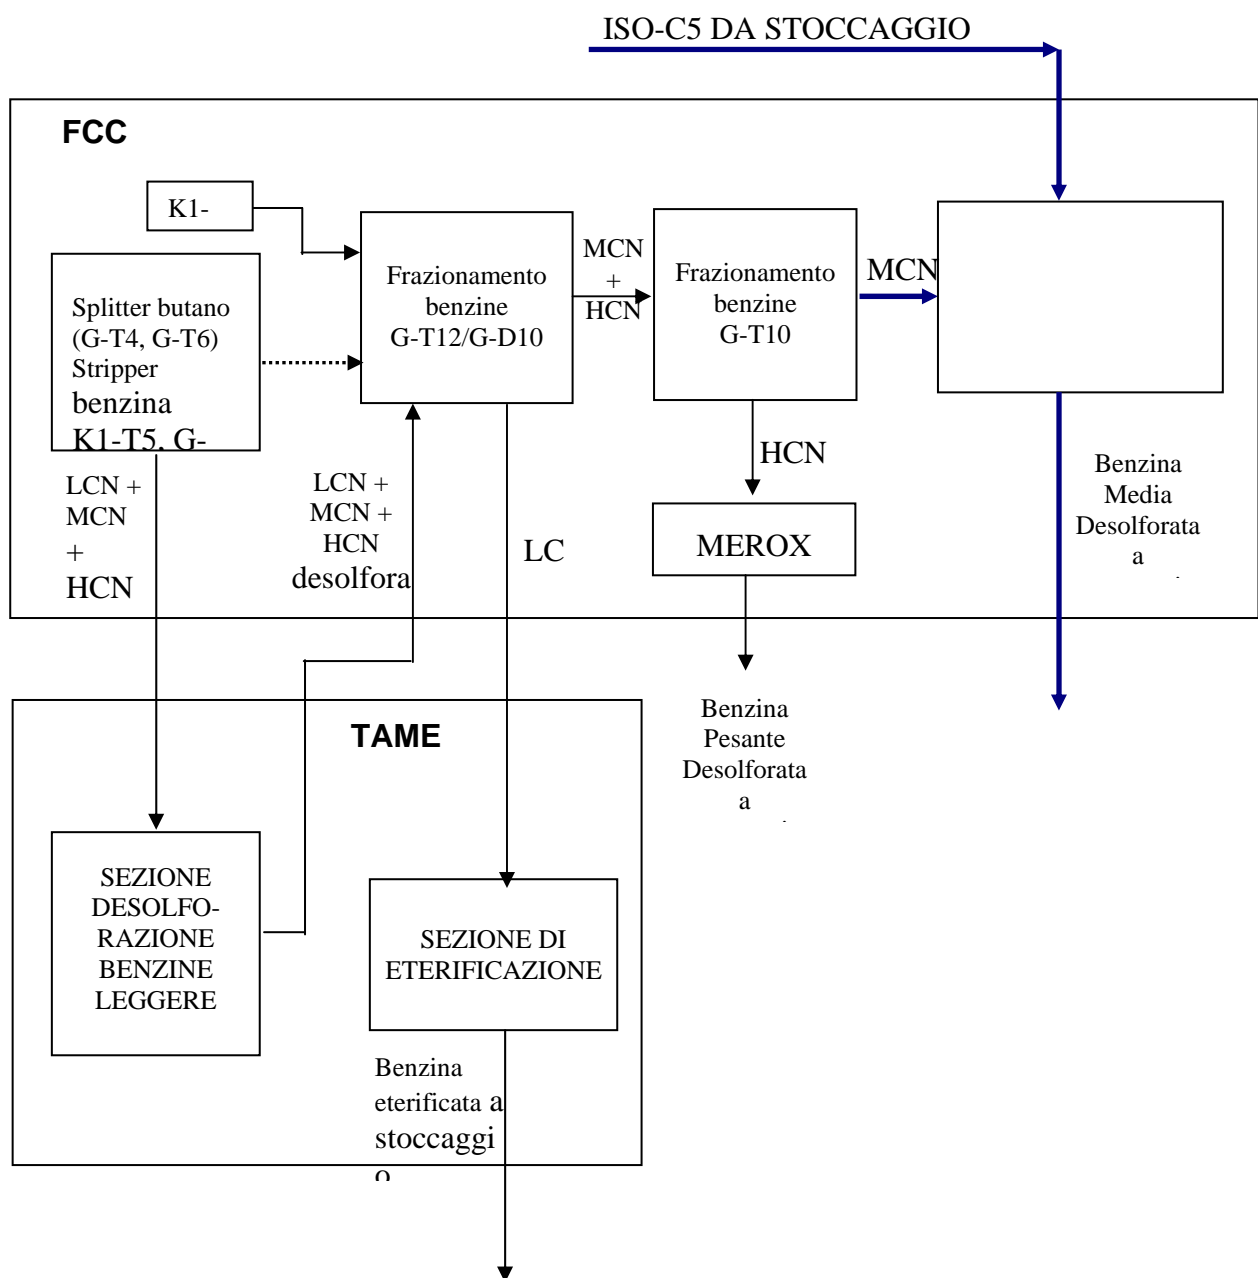 ISO-C5 DA STOCCAGGIO
FCC
K1-
Splitter butano
(G-T4, G-T6)
Stripper
benzina
K1-T5, G-
Frazionamento
benzine
G-T12/G-D10
MCN
+
HCN
Frazionamento
benzine
G-T10
MCN
LCN +
MCN
+
HCN
LCN +
MCN +
HCN
desolfora
LC
HCN
MEROX
Benzina
Media
Desolforata
a
TAME
Benzina
Pesante
Desolforata
a
SEZIONE
DESOLFO-
RAZIONE
BENZINE
LEGGERE
SEZIONE DI
ETERIFICAZIONE
Benzina
eterificata a
stoccaggi
o